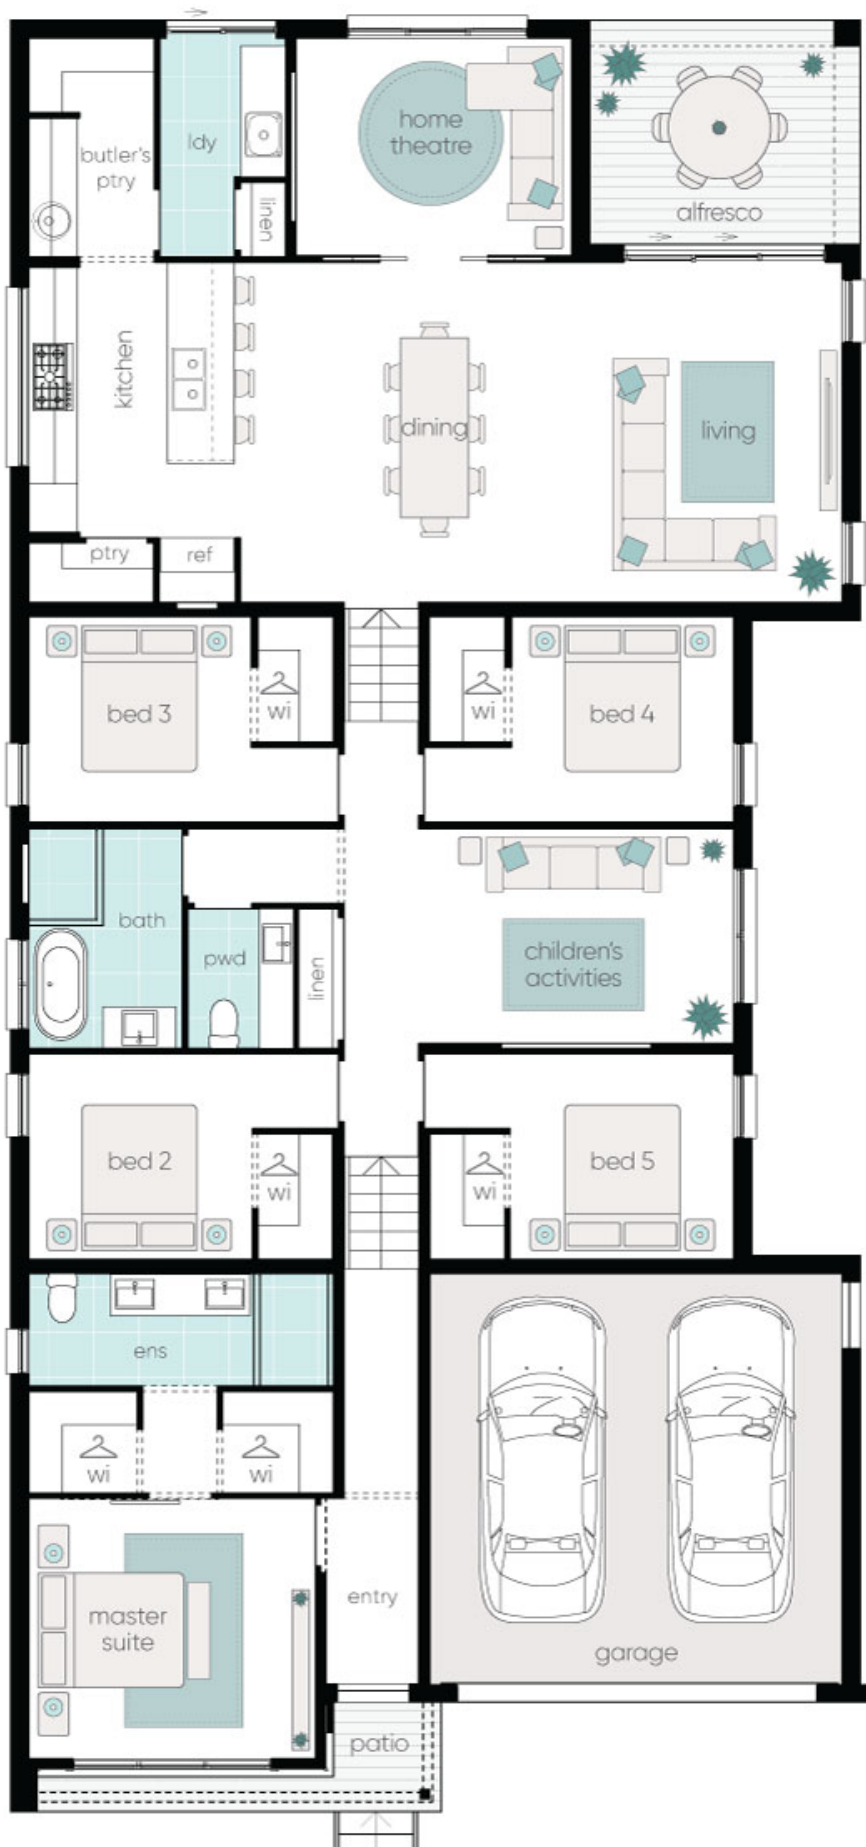 home
theatre
ldy
butler's
ptry
linen
alfresco
kitchen
dining
living
ptry
ref
bed 3
wi
wi
bed 4
bath
pwd
linen
children's
activities
bed 2
wi
wi
bed 5
ens
wi
wi
master
suite
entry
garage
patio